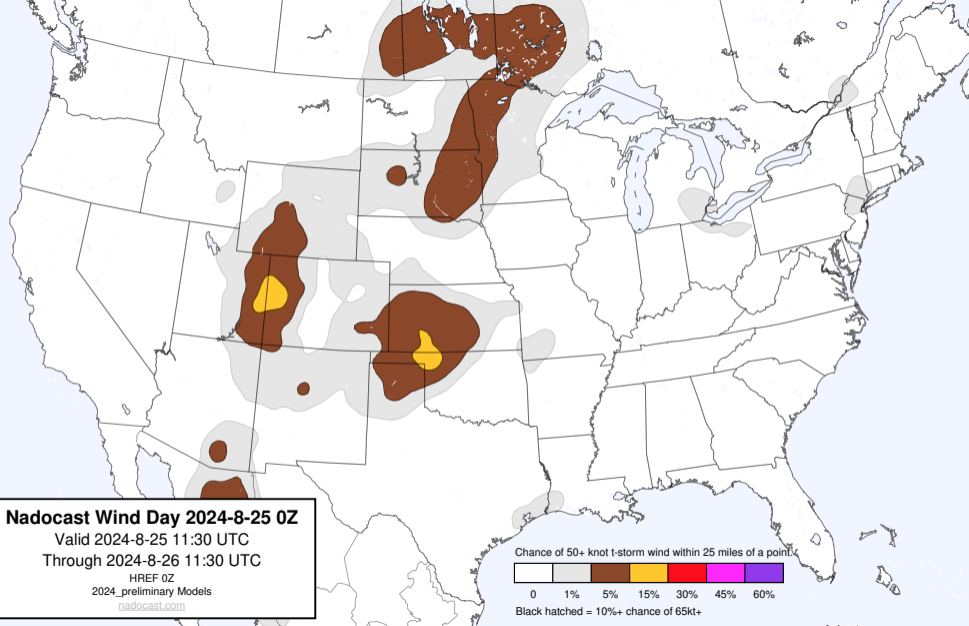 Nadocast Wind Day 2024-8-25 0Z
Valid 2024-8-25 11:30 UTC
Through 2024-8-26 11:30 UTC
HREF 0Z
2024_preliminary Models
nadocast.com
Chance of 50+ knot t-storm wind within 25 miles of a point.
0 1% 5% 15% 30% 45% 60%
Black hatched = 10%+ chance of 65kt+